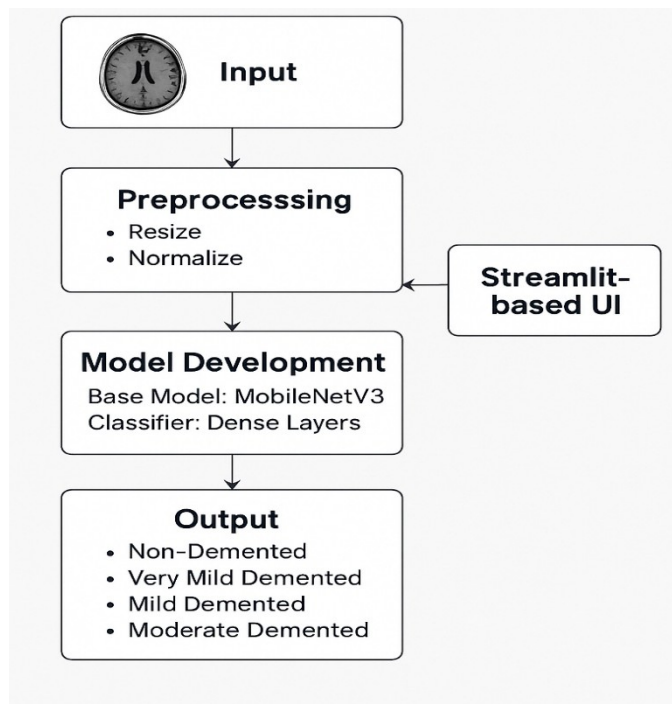 Input
Preprocesssing
• Resize
• Normalize
Streamlit-
based UI
Model Development
Base Model: MobileNetV3
Classifier: Dense Layers
Output
• Non-Demented
• Very Mild Demented
• Mild Demented
• Moderate Demented